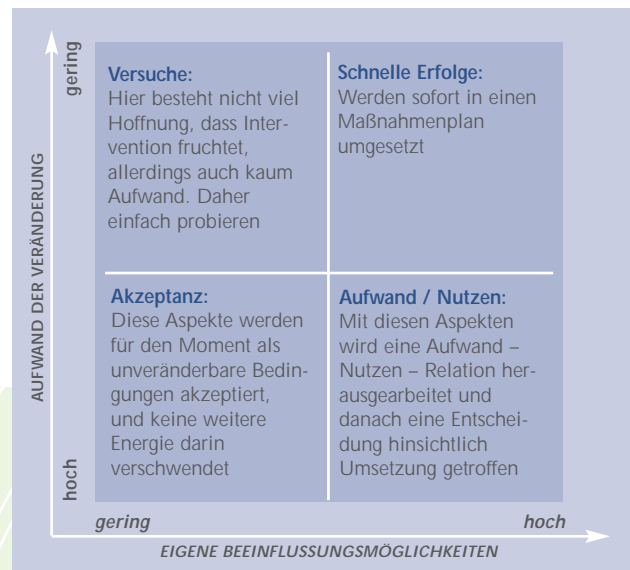 AUFWAND DER VERÄNDERUNG
gering
Versuche:
Hier besteht nicht viel
Hoffnung, dass Inter-
vention fruchtet,
allerdings auch kaum
Aufwand. Daher
einfach probieren
Schnelle Erfolge:
Werden sofort in einen
Maßnahmenplan
umgesetzt
Akzeptanz:
Diese Aspekte werden
für den Moment als
unveränderbare Bedin-
gungen akzeptiert,
und keine weitere
Energie darin
verschwendet
Aufwand / Nutzen:
Mit diesen Aspekten
wird eine Aufwand –
Nutzen – Relation her-
ausgearbeitet und
danach eine Entschei-
dung hinsichtlich
Umsetzung getroffen
hoch
gering
hoch
EIGENE BEEINFLUSSUNGSMÖGLICHKEITEN